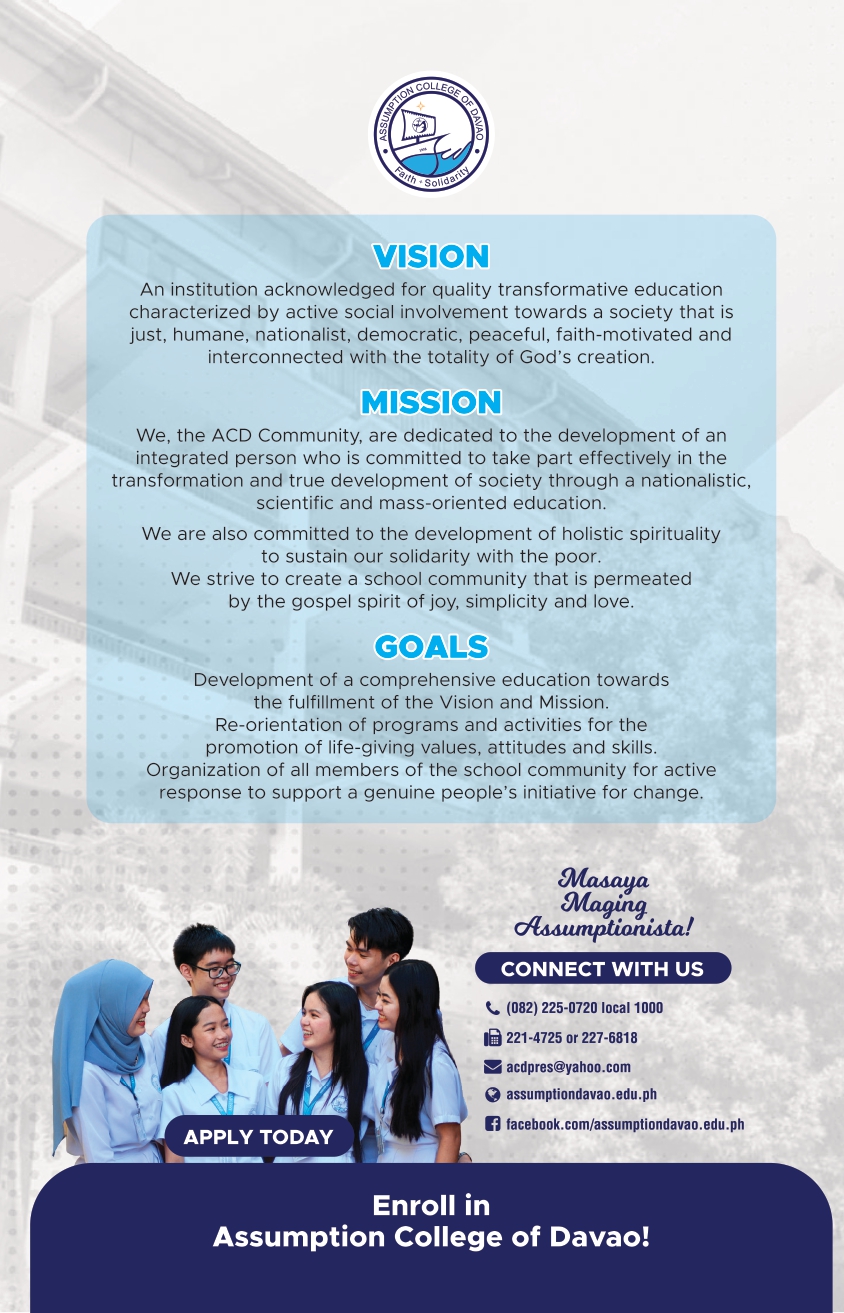 ASSUMPTION COLLEGE OF DAVAO
Faith • Solidarity
VISION
An institution acknowledged for quality transformative education
characterized by active social involvement towards a society that is
just, humane, nationalist, democratic, peaceful, faith-motivated and
interconnected with the totality of God's creation.
MISSION
We, the ACD Community, are dedicated to the development of an
integrated person who is committed to take part effectively in the
transformation and true development of society through a nationalistic,
scientific and mass-oriented education.
We are also committed to the development of holistic spirituality
to sustain our solidarity with the poor.
We strive to create a school community that is permeated
by the gospel spirit of joy, simplicity and love.
GOALS
Development of a comprehensive education towards
the fulfillment of the Vision and Mission.
Re-orientation of programs and activities for the
promotion of life-giving values, attitudes and skills.
Organization of all members of the school community for active
response to support a genuine people's initiative for change.
Masaya
Maging
Assumptionista!
CONNECT WITH US
(082) 225-0720 local 1000
221-4725 or 227-6818
acdpres@yahoo.com
assumptiondavao.edu.ph
facebook.com/assumptiondavao.edu.ph
APPLY TODAY
Enroll in
Assumption College of Davao!